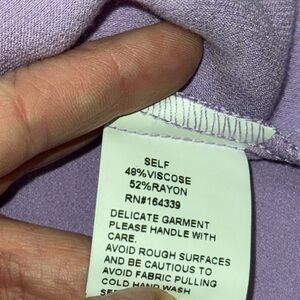 SELF
48%VISCOSE
52%RAYON
RN#164339
DELICATE GARMENT
PLEASE HANDLE WITH
CARE.
AVOID ROUGH SURFACES
AND BE CAUTIOUS TO
AVOID FABRIC PULLING
COLD HAND WASH